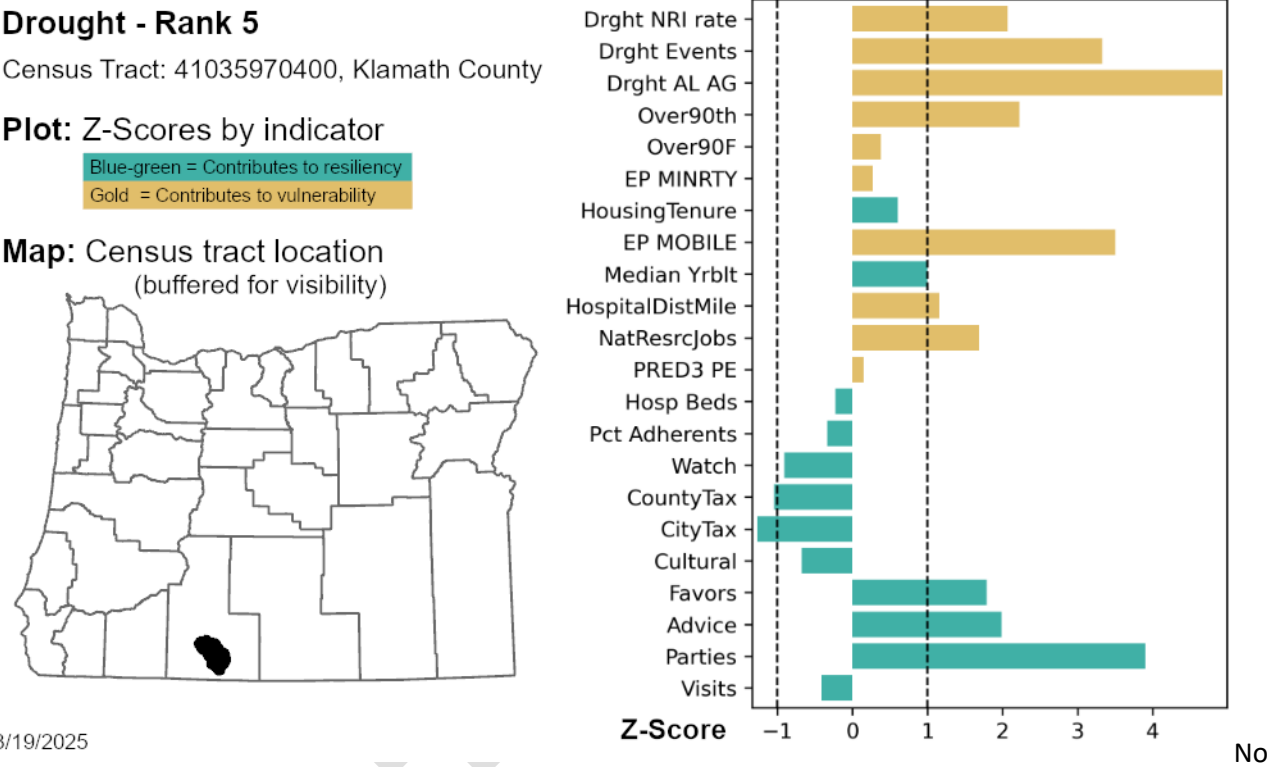 Drought - Rank 5
Census Tract: 41035970400, Klamath County
Plot: Z-Scores by indicator
Blue-green = Contributes to resiliency
Gold = Contributes to vulnerability
Map: Census tract location
(buffered for visibility)
/19/2025
Drght NRI rate
Drght Events
Drght AL AG
Over90th
Over90F
EP MINRTY
HousingTenure
EP MOBILE
Median Yrblt
HospitalDistMile
NatResrcJobs
PRED3 PE
Hosp Beds
Pct Adherents
Watch
CountyTax
CityTax
Cultural
Favors
Advice
Parties
Visits
Z-Score
−1 0 1 2 3 4
No